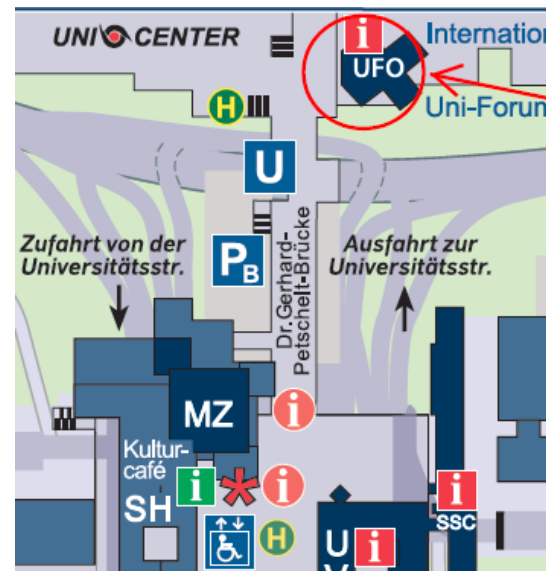 UNI CENTER
i
UFO
Internation
Uni-Forum
H
U
Zufahrt von der
Universitätsstr.
PB
Dr.Gerhard-
Petschelt-Brücke
Ausfahrt zur
Universitätsstr.
MZ
i
Kultur-
café
i
*
i
i
SH
SSC
H
U
i